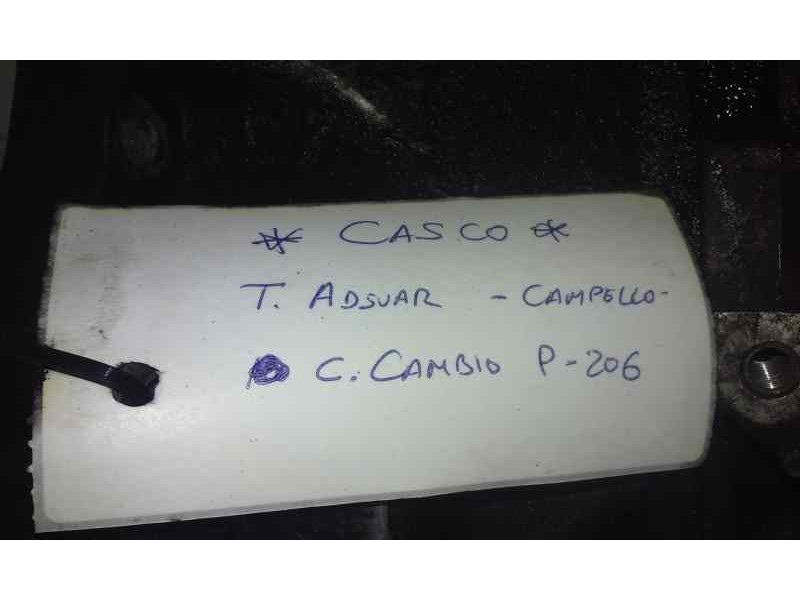 * CASCO *
T. ADSUAR - CAMPELLO -
C. CAMBIO P-206